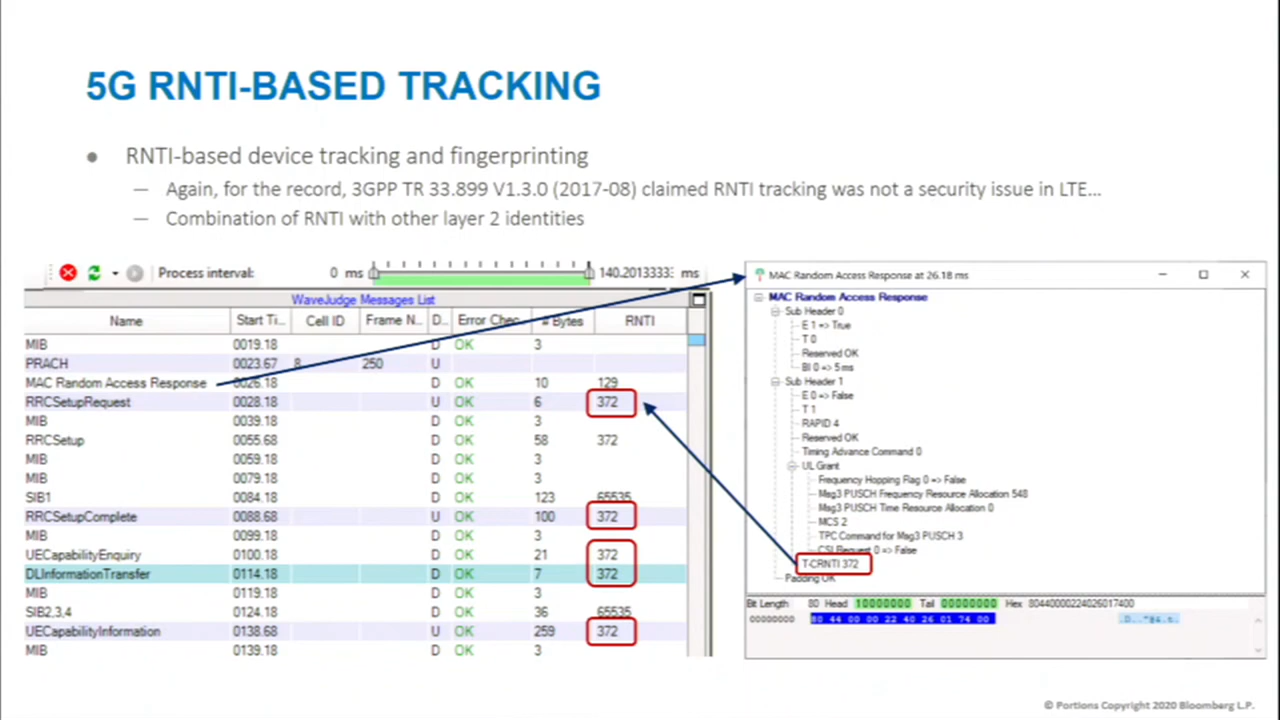 5G RNTI-BASED TRACKING
● RNTI-based device tracking and fingerprinting
— Again, for the record, 3GPP TR 33.899 V1.3.0 (2017-08) claimed RNTI tracking was not a security issue in LTE…
— Combination of RNTI with other layer 2 identities
Process interval: 0 ms 140.2013333: ms
WaveJudge Messages List
Name Start Ti... Cell ID Frame N... D... Error Chec # Bytes RNTI
MIB 0019.18 D OK 3
PRACH 0023.67 8 250 U
MAC Random Access Response 0026.18 D OK 10 129
RRCSetupRequest 0028.18 U OK 6 372
MIB 0039.18 D OK 3
RRCSetup 0055.68 D OK 58 372
MIB 0059.18 D OK 3
MIB 0079.18 D OK 3
SIB1 0084.18 D OK 123 65535
RRCSetupComplete 0088.68 U OK 100 372
MIB 0099.18 D OK 3
UECapabilityEnquiry 0100.18 D OK 21 372
DLInformationTransfer 0114.18 D OK 7 372
MIB 0119.18 D OK 3
SIB2,3,4 0124.18 D OK 36 65535
UECapabilityInformation 0138.68 U OK 259 372
MIB 0139.18 D OK 3
MAC Random Access Response at 26.18 ms
MAC Random Access Response
Sub Header 0
E 1 => True
T 0
Reserved OK
BI 0 => 5 ms
Sub Header 1
E 0 => False
T 1
RAPID 4
Reserved OK
Timing Advance Command 0
UL Grant
Frequency Hopping Flag 0 => False
Msg3 PUSCH Frequency Resource Allocation 548
Msg3 PUSCH Time Resource Allocation 0
MCS 2
TPC Command for Msg3 PUSCH 3
CSI Request 0 => False
T-CRNTI 372
Padding OK
Bit Length 80 Head 10000000 Tail 00000000 Hex 80440000224026017400
00000000 80 44 00 00 22 40 26 01 74 00 .D.."@&.t.
© Portions Copyright 2020 Bloomberg L.P.